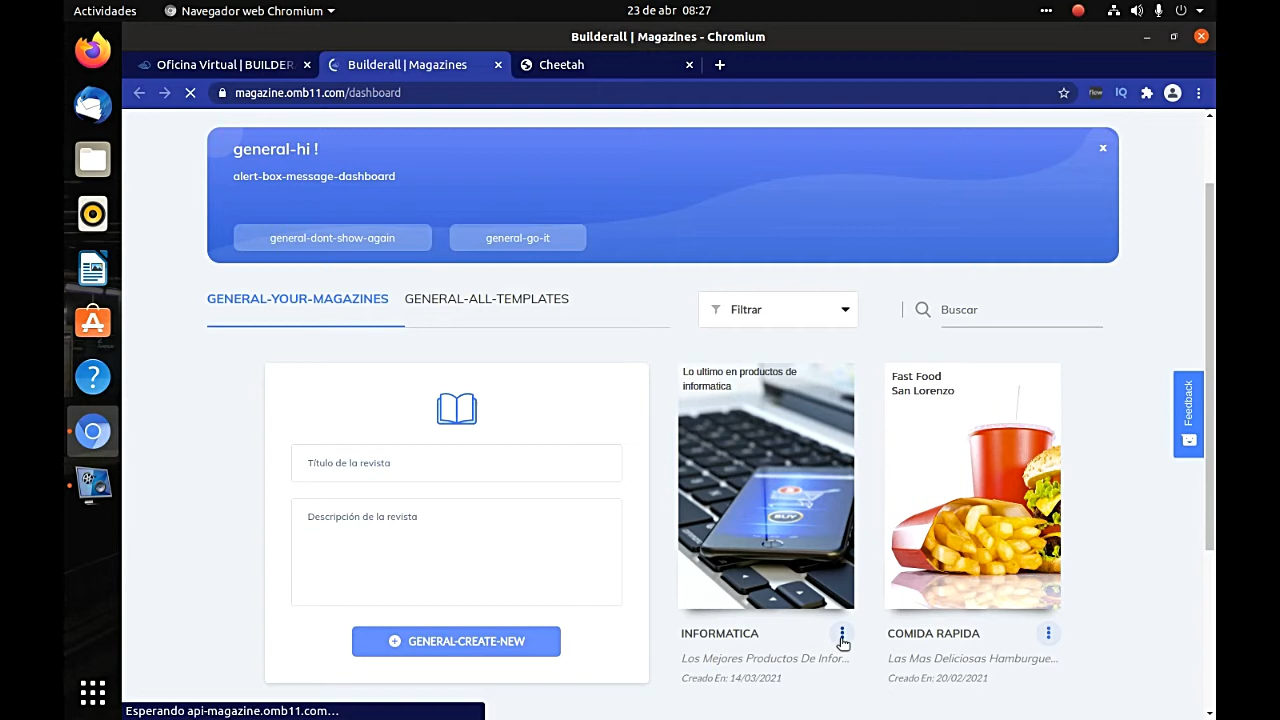 Actividades
Navegador web Chromium
23 de abr 08:27
Builderall | Magazines - Chromium
Oficina Virtual | BUILDER
Builderall | Magazines
Cheetah
magazine.omb11.com/dashboard
New
IQ
general-hi !
x
alert-box-message-dashboard
general-dont-show-again
general-go-it
GENERAL-YOUR-MAGAZINES
GENERAL-ALL-TEMPLATES
Filtrar
Buscar
Feedback
Título de la revista
Descripción de la revista
GENERAL-CREATE-NEW
Lo ultimo en productos de
informatica
BUY
INFORMATICA
Los Mejores Productos De Infor...
Creado En: 14/03/2021
Fast Food
San Lorenzo
COMIDA RAPIDA
Las Mas Deliciosas Hamburgue...
Creado En: 20/02/2021
Esperando api-magazine.omb11.com...